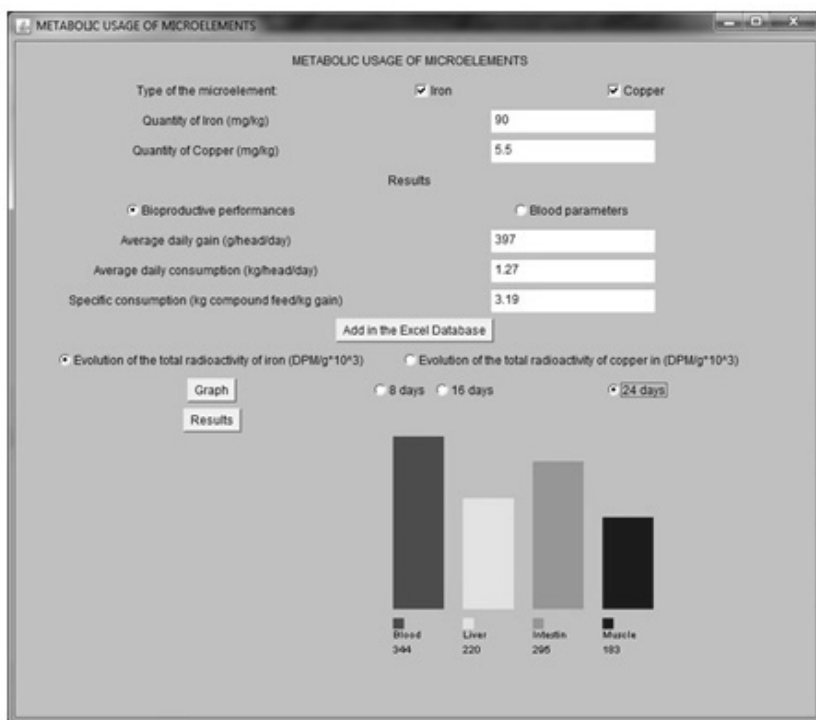 METABOLIC USAGE OF MICROELEMENTS
METABOLIC USAGE OF MICROELEMENTS
Type of the microelement: Iron Copper
Quantity of Iron (mg/kg) 90
Quantity of Copper (mg/kg) 5.5
Results
Bioproductive performances Blood parameters
Average daily gain (g/head/day) 397
Average daily consumption (kg/head/day) 1.27
Specific consumption (kg compound feed/kg gain) 3.19
Add in the Excel Database
Evolution of the total radioactivity of iron (DPM/g*10^3) Evolution of the total radioactivity of copper in (DPM/g*10^3)
Graph 8 days 16 days 24 days
Results
Blood Liver Intestin Muscle
344 220 295 183